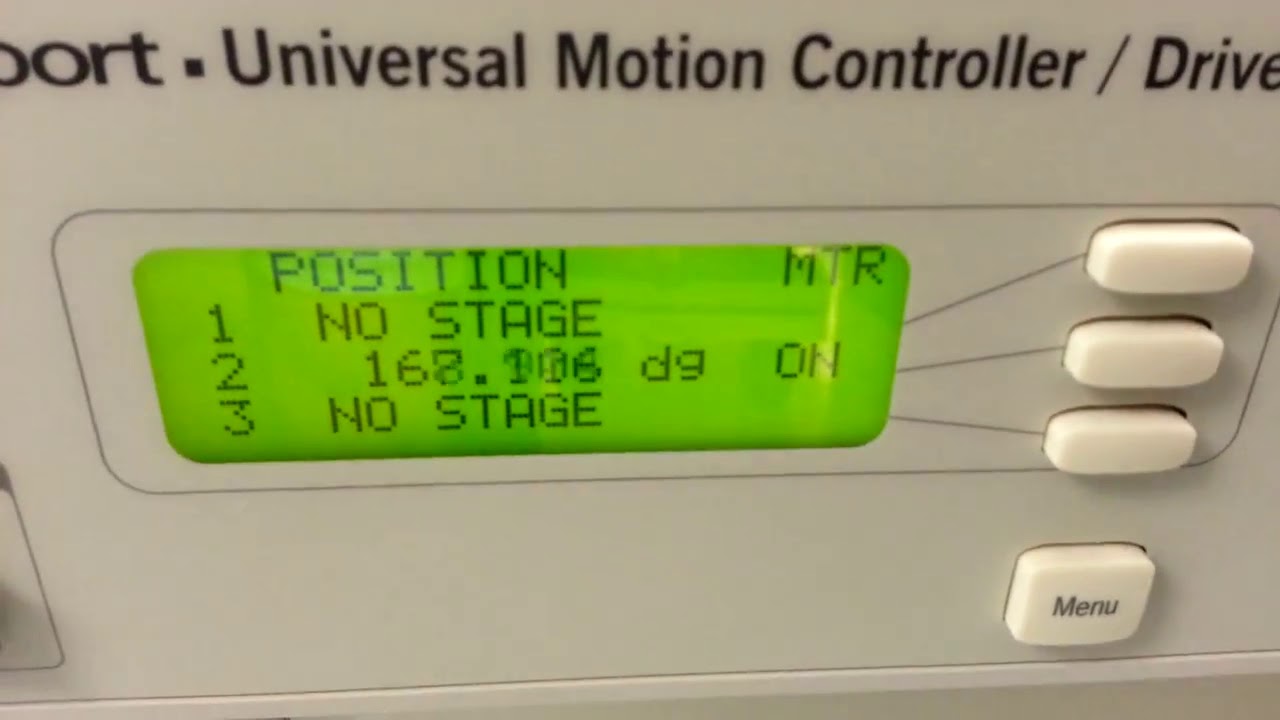 port · Universal Motion Controller / Drive
POSITION MTR
1 NO STAGE
2 dg ON
3 NO STAGE
Menu